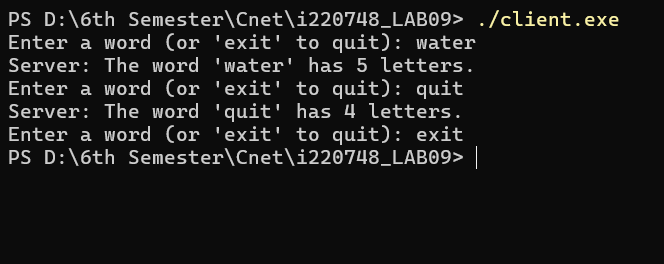 PS D:\6th Semester\Cnet\i220748_LAB09> ./client.exe
Enter a word (or 'exit' to quit): water
Server: The word 'water' has 5 letters.
Enter a word (or 'exit' to quit): quit
Server: The word 'quit' has 4 letters.
Enter a word (or 'exit' to quit): exit
PS D:\6th Semester\Cnet\i220748_LAB09>